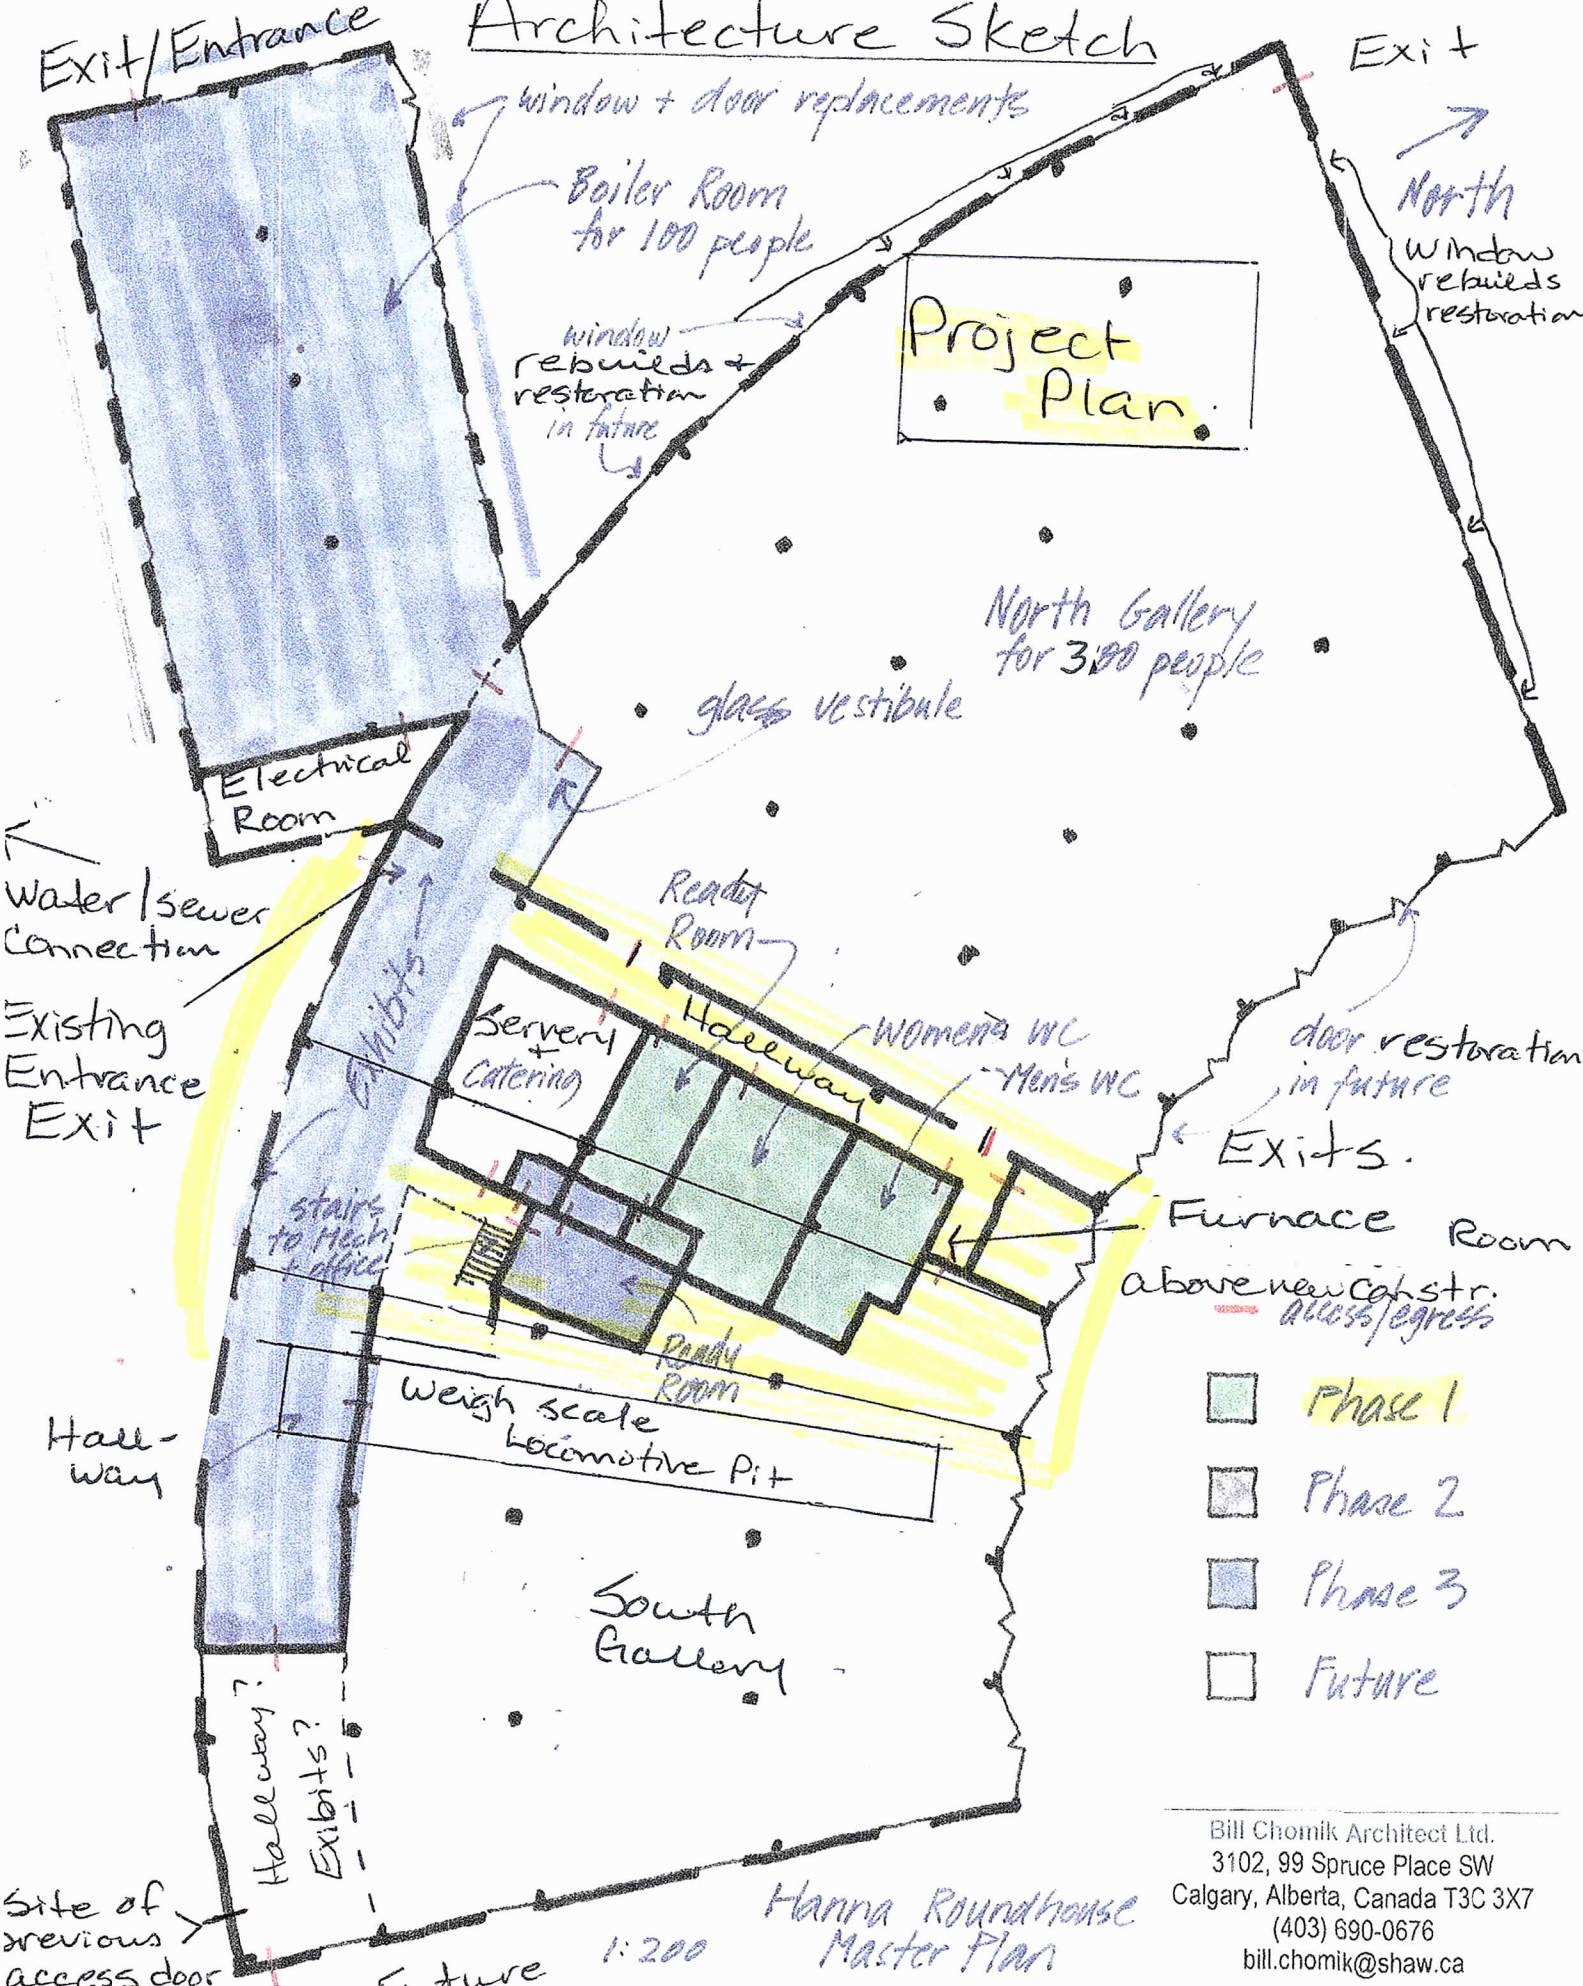 Architecture Sketch
Exit/Entrance
Exit
window + door replacements
North
Boiler Room
for 100 people
window
rebuilds
restoration
Project
Plan.
window
rebuilds +
restoration
in future
North Gallery
for 300 people
glass vestibule
Electrical
Room
Water/Sewer
Connection
Ready
Room
Existing
Entrance
Exit
Exhibits
Servery
+
Catering
Hallway
Women's WC
Men's WC
door restoration
in future
Exits.
stairs
to Mech
+ office
Furnace Room
above new constr.
access/egress
Ready
Room
Weigh scale
Locomotive Pit
Hall-
way
Phase 1
Phase 2
Phase 3
Future
South
Gallery
Hallway?
Exibits?
Site of
previous
access door
Future
1:200
Hanna Roundhouse
Master Plan
Bill Chomik Architect Ltd.
3102, 99 Spruce Place SW
Calgary, Alberta, Canada T3C 3X7
(403) 690-0676
bill.chomik@shaw.ca